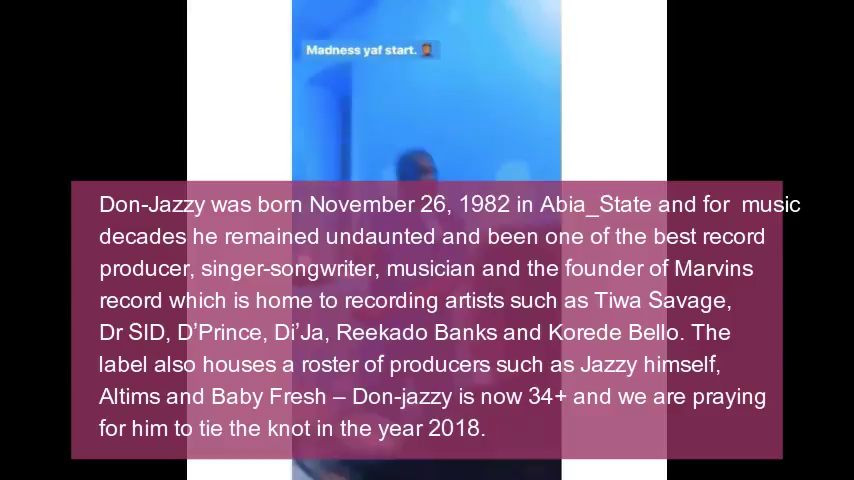 Madness yaf start.
Don-Jazzy was born November 26, 1982 in Abia_State and for  music
decades he remained undaunted and been one of the best record
producer, singer-songwriter, musician and the founder of Marvins
record which is home to recording artists such as Tiwa Savage,
Dr SID, D’Prince, Di’Ja, Reekado Banks and Korede Bello. The
label also houses a roster of producers such as Jazzy himself,
Altims and Baby Fresh – Don-jazzy is now 34+ and we are praying
for him to tie the knot in the year 2018.